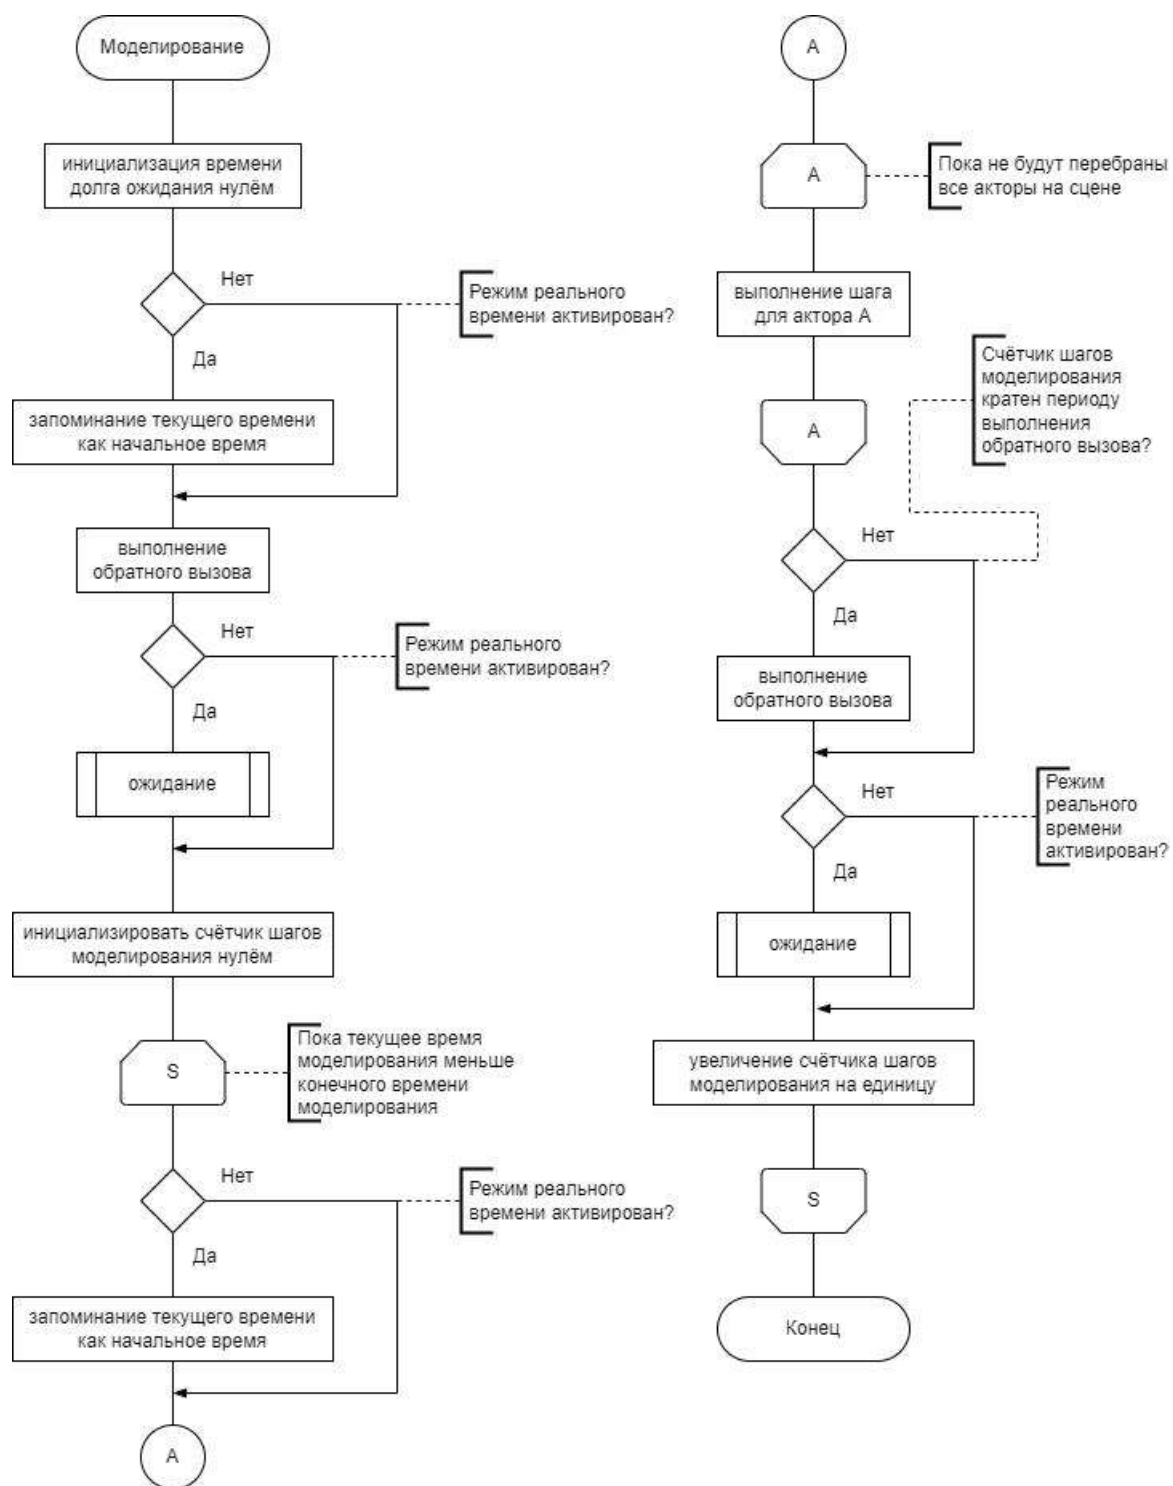 Моделирование
инициализация времени
долга ожидания нулём
Нет
Режим реального
времени активирован?
Да
запоминание текущего времени
как начальное время
выполнение
обратного вызова
Нет
Режим реального
времени активирован?
Да
ожидание
инициализировать счётчик шагов
моделирования нулём
S
Пока текущее время
моделирования меньше
конечного времени
моделирования
Нет
Режим реального
времени активирован?
Да
запоминание текущего времени
как начальное время
A
A
A
Пока не будут перебраны
все акторы на сцене
выполнение шага
для актора A
A
Счётчик шагов
моделирования
кратен периоду
выполнения
обратного вызова?
Нет
Да
выполнение
обратного вызова
Нет
Режим
реального
времени
активирован?
Да
ожидание
увеличение счётчика шагов
моделирования на единицу
S
Конец